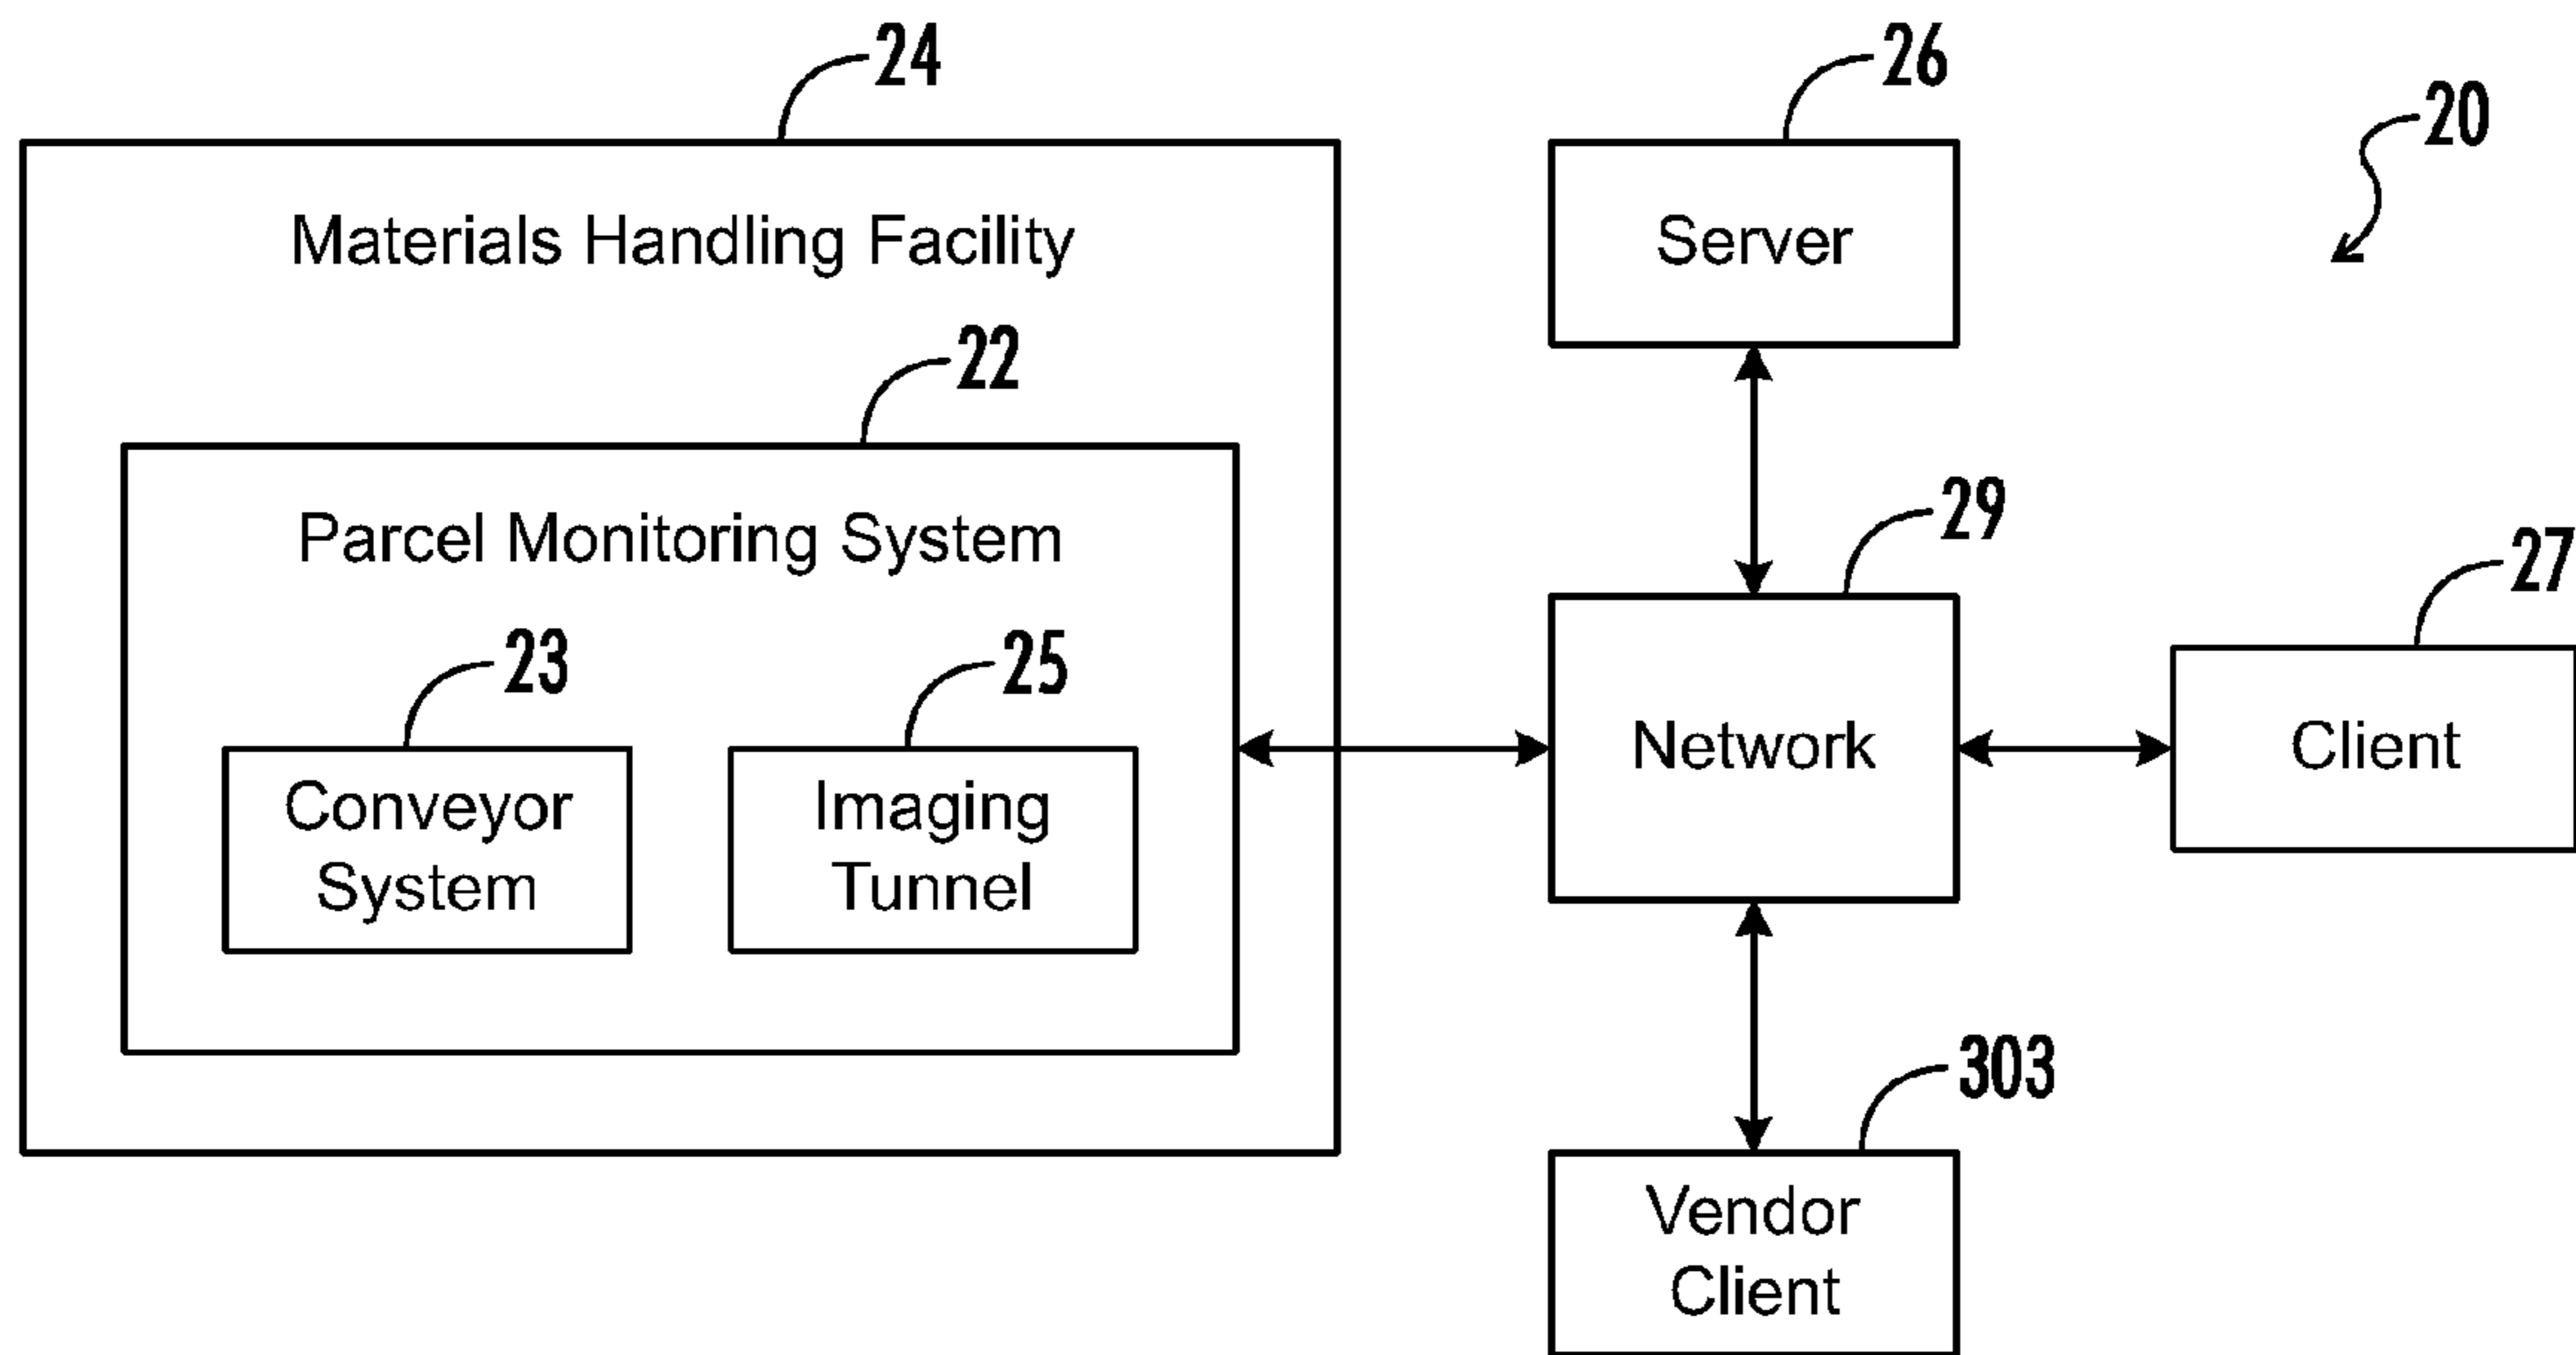 24
26
20
Materials Handling Facility
Server
22
29
Parcel Monitoring System
27
23
25
Network
Client
Conveyor
System
Imaging
Tunnel
303
Vendor
Client